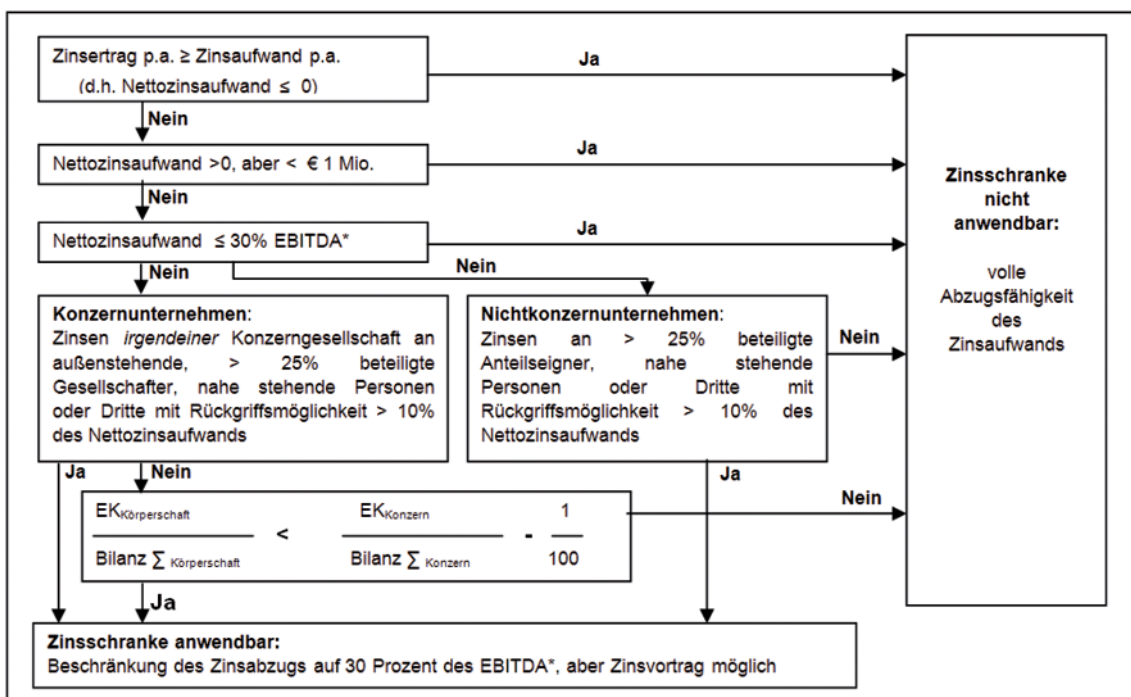 Zinsertrag p.a. ≥ Zinsaufwand p.a.
(d.h. Nettozinsaufwand ≤ 0)
Ja
Nein
Nettozinsaufwand >0, aber < € 1 Mio.
Ja
Nein
Nettozinsaufwand ≤ 30% EBITDA*
Ja
Nein
Nein
Konzernunternehmen:
Zinsen irgendeiner Konzerngesellschaft an
außenstehende, > 25% beteiligte
Gesellschafter, nahe stehende Personen
oder Dritte mit Rückgriffsmöglichkeit > 10%
des Nettozinsaufwands
Nichtkonzernunternehmen:
Zinsen an > 25% beteiligte
Anteilseigner, nahe stehende
Personen oder Dritte mit
Rückgriffsmöglichkeit > 10% des
Nettozinsaufwands
Nein
Ja
Nein
Ja
EK Körperschaft
Bilanz ∑ Körperschaft
<
EK Konzern
Bilanz ∑ Konzern
-
1
100
Nein
Ja
Zinsschranke anwendbar:
Beschränkung des Zinsabzugs auf 30 Prozent des EBITDA*, aber Zinsvortrag möglich
Zinsschranke
nicht
anwendbar:
volle
Abzugsfähigkeit
des
Zinsaufwands